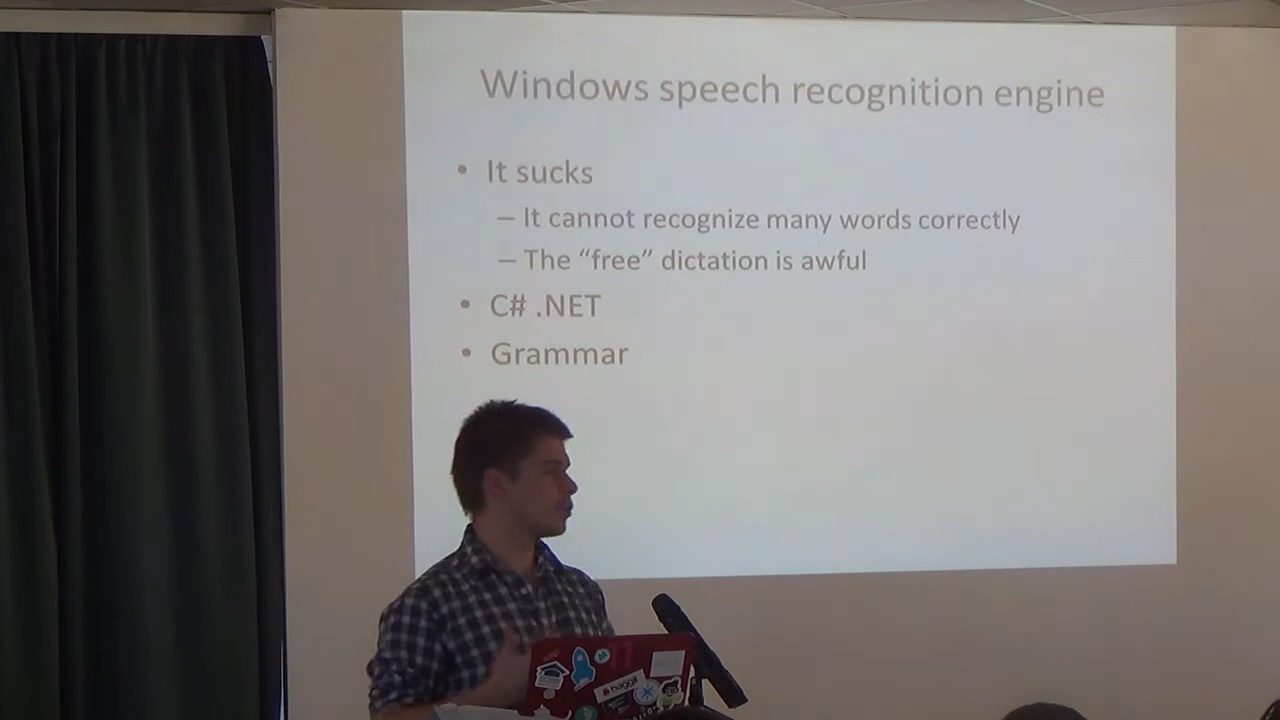 Windows speech recognition engine
• It sucks
– It cannot recognize many words correctly
– The “free” dictation is awful
• C# .NET
• Grammar